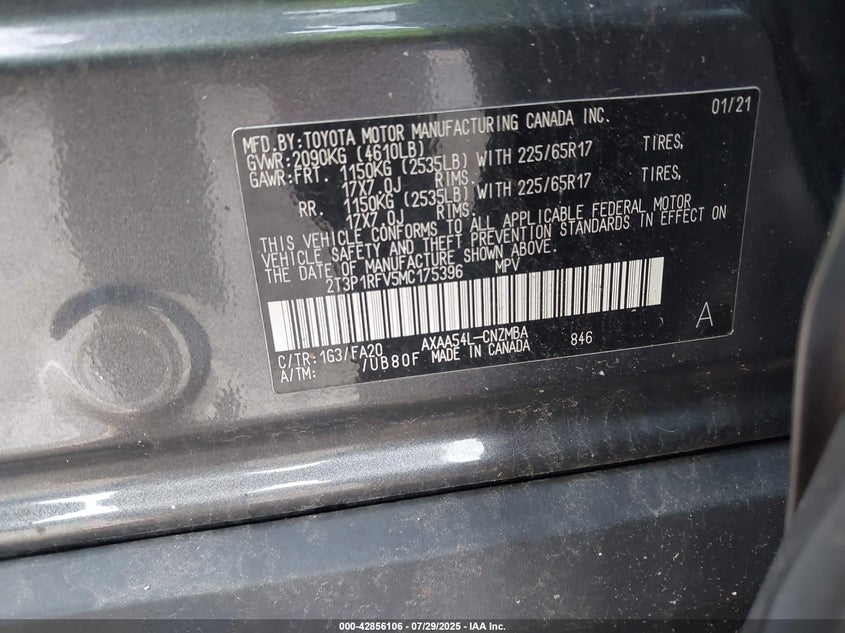 MFD.BY:TOYOTA MOTOR MANUFACTURING CANADA INC. 01/21
GVWR:2090KG (4610LB)
GAWR:FRT. 1150KG (2535LB) WITH 225/65R17 TIRES,
17X7.0J RIMS.
RR. 1150KG (2535LB) WITH 225/65R17 TIRES,
17X7.0J RIMS.
THIS VEHICLE CONFORMS TO ALL APPLICABLE FEDERAL MOTOR
VEHICLE SAFETY AND THEFT PREVENTION STANDARDS IN EFFECT ON
THE DATE OF MANUFACTURE SHOWN ABOVE.
2T3P1RFV5MC175396 MPV
A
C/TR:1G3/FA20 AXAA54L-CNZMBA 846
A/TM: /UB80F MADE IN CANADA
000-42856106 | 07/29/2025 - IAA Inc.